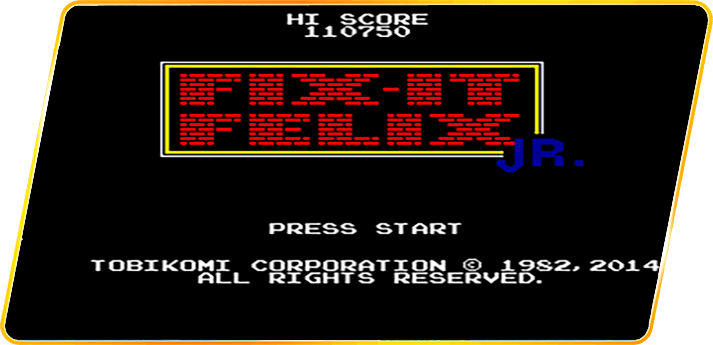 HI SCORE
110750
FIX-IT
FELIX
JR.
PRESS START
TOBIKOMI CORPORATION © 1982,2014
ALL RIGHTS RESERVED.